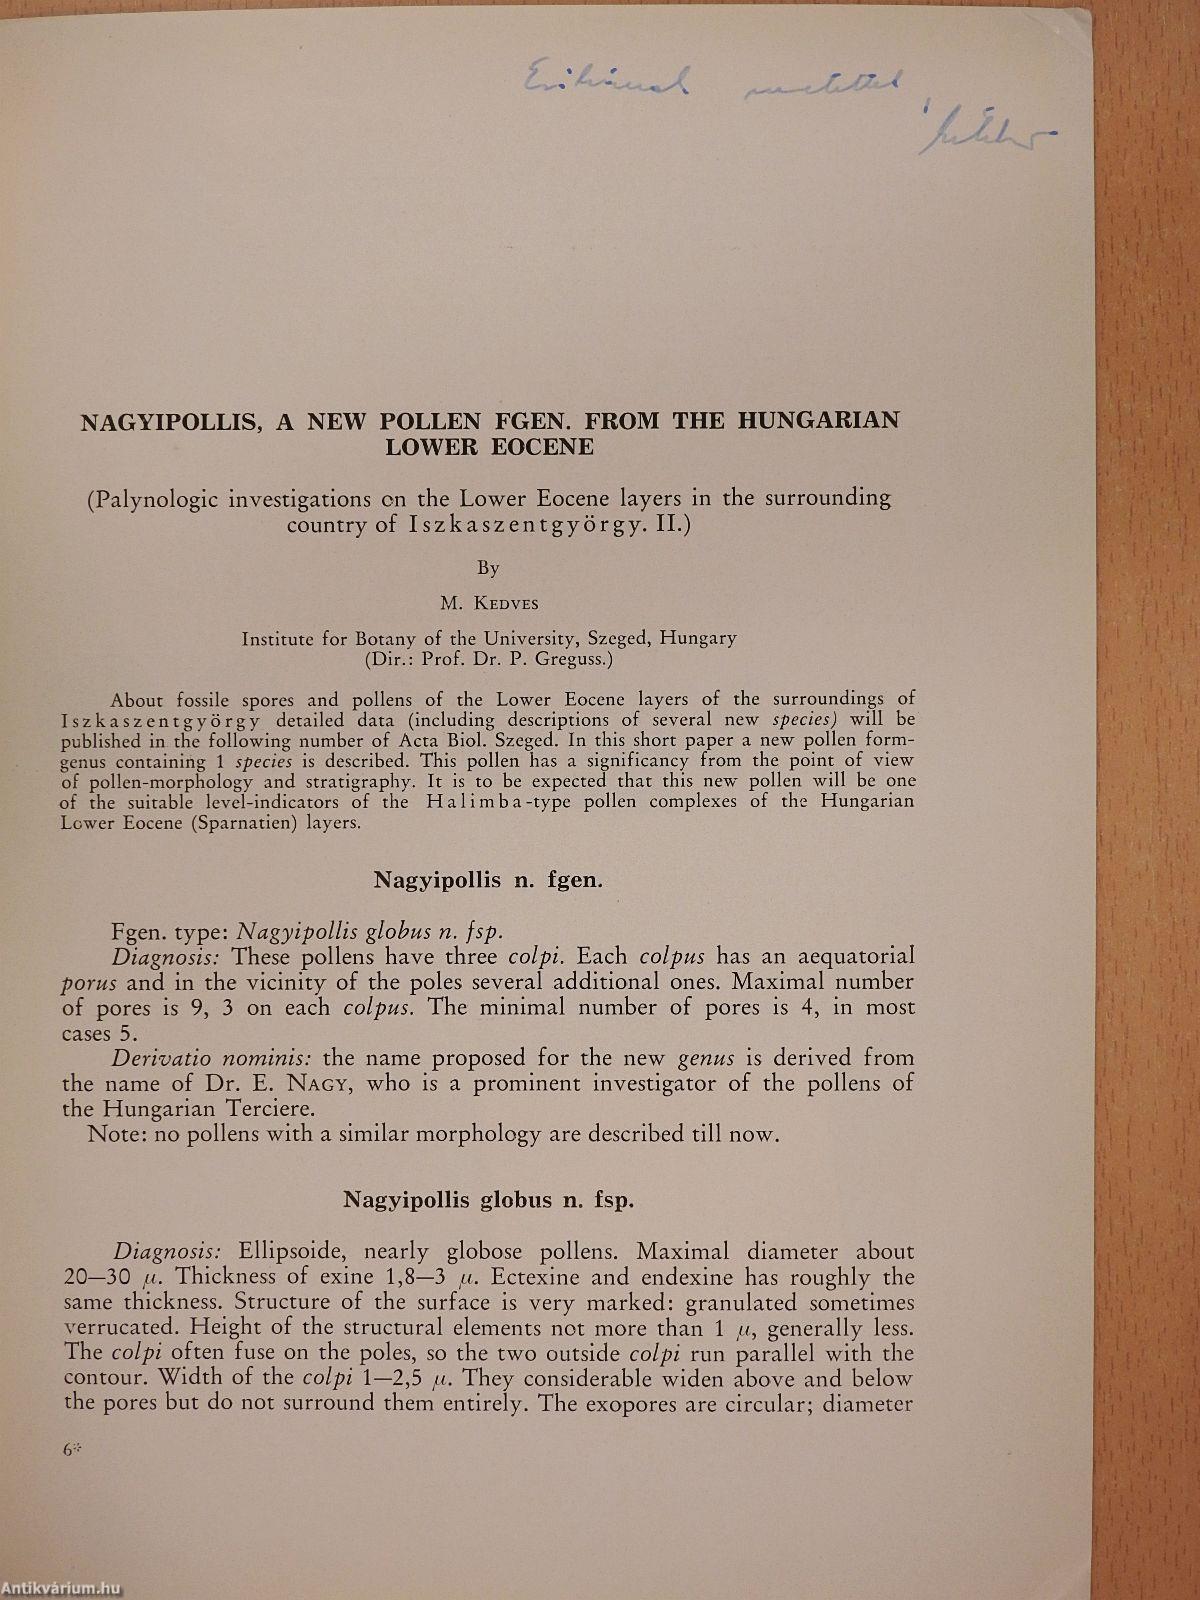 NAGYIPOLLIS, A NEW POLLEN FGEN. FROM THE HUNGARIAN
LOWER EOCENE
(Palynologic investigations on the Lower Eocene layers in the surrounding
country of Iszkaszentgyörgy. II.)
By
M. KEDVES
Institute for Botany of the University, Szeged, Hungary
(Dir.: Prof. Dr. P. Greguss.)
About fossile spores and pollens of the Lower Eocene layers of the surroundings of
Iszkaszentgyörgy detailed data (including descriptions of several new species) will be
published in the following number of Acta Biol. Szeged. In this short paper a new pollen form-
genus containing 1 species is described. This pollen has a significancy from the point of view
of pollen-morphology and stratigraphy. It is to be expected that this new pollen will be one
of the suitable level-indicators of the Halimba-type pollen complexes of the Hungarian
Lower Eocene (Sparnatien) layers.
Nagyipollis n. fgen.
Fgen. type: Nagyipollis globus n. fsp.
Diagnosis: These pollens have three colpi. Each colpus has an aequatorial
porus and in the vicinity of the poles several additional ones. Maximal number
of pores is 9, 3 on each colpus. The minimal number of pores is 4, in most
cases 5.
Derivatio nominis: the name proposed for the new genus is derived from
the name of Dr. E. NAGY, who is a prominent investigator of the pollens of
the Hungarian Terciere.
Note: no pollens with a similar morphology are described till now.
Nagyipollis globus n. fsp.
Diagnosis: Ellipsoide, nearly globose pollens. Maximal diameter about
20—30 μ. Thickness of exine 1,8—3 μ. Ectexine and endexine has roughly the
same thickness. Structure of the surface is very marked: granulated sometimes
verrucated. Height of the structural elements not more than 1 μ, generally less.
The colpi often fuse on the poles, so the two outside colpi run parallel with the
contour. Width of the colpi 1—2,5 μ. They considerable widen above and below
the pores but do not surround them entirely. The exopores are circular; diameter
6*
Antikvárium.hu